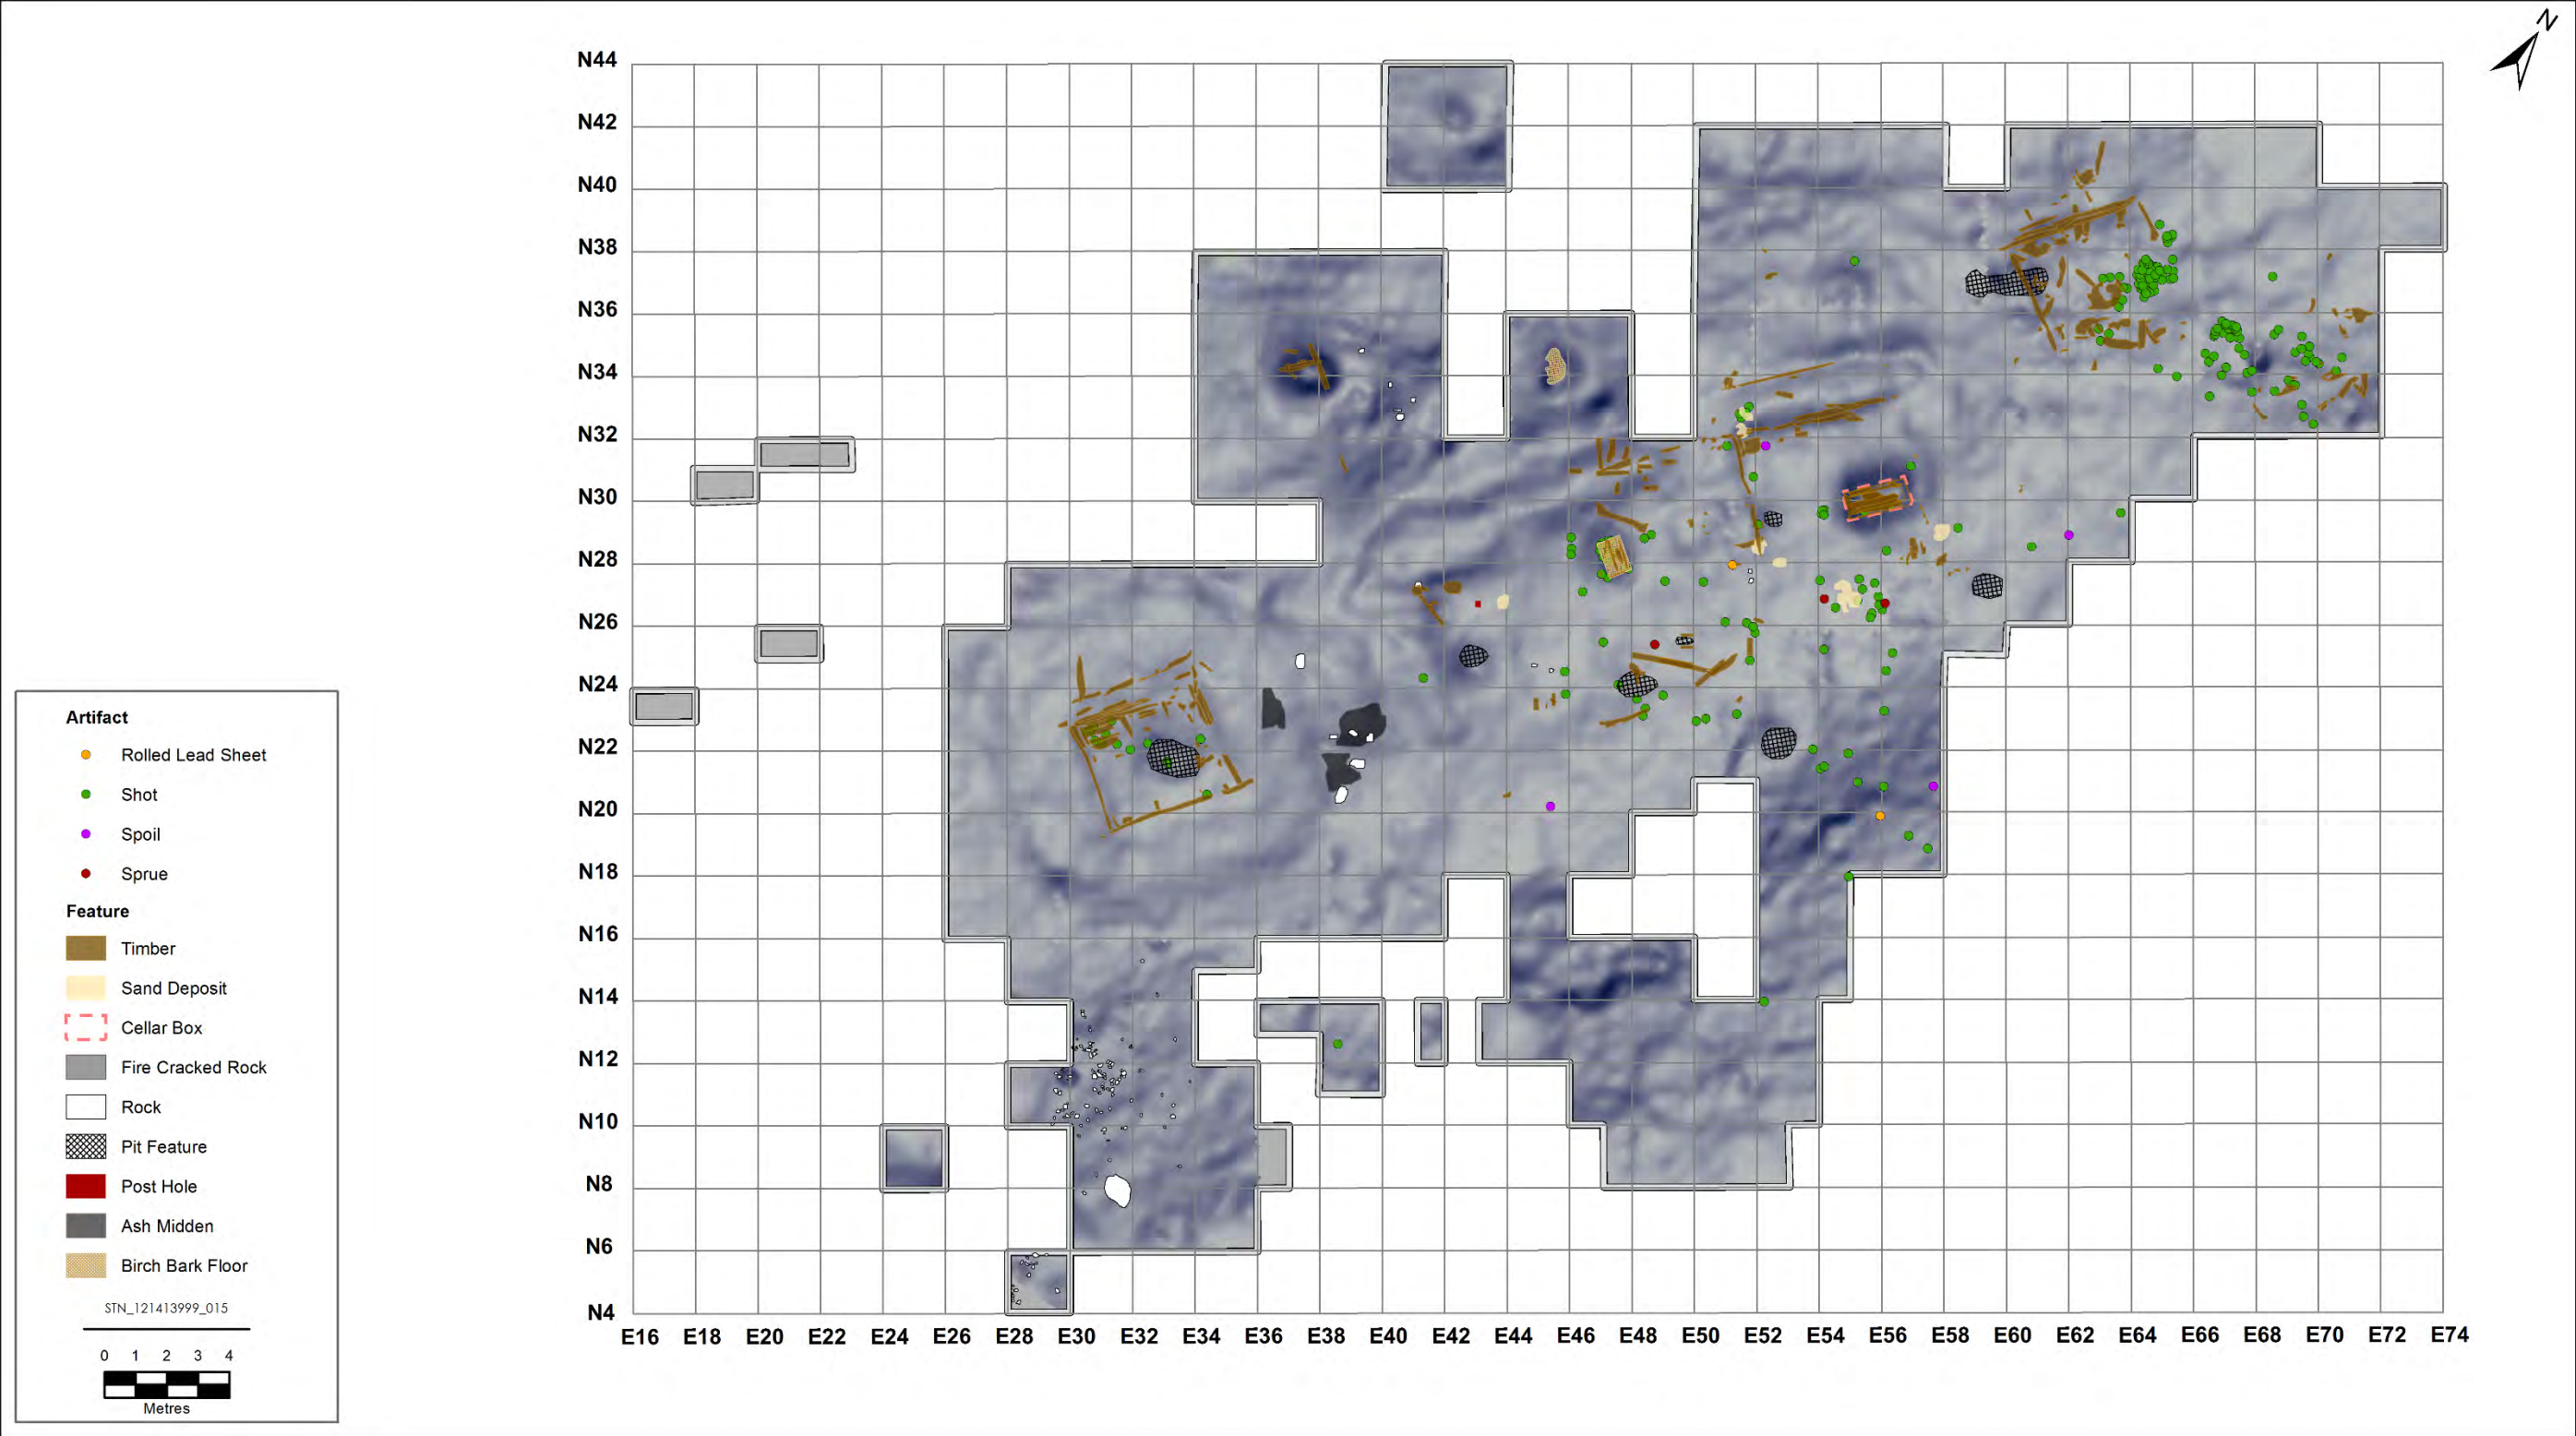 N
N44
N42
N40
N38
N36
N34
N32
N30
N28
N26
N24
N22
N20
N18
N16
N14
N12
N10
N8
N6
N4
E16 E18 E20 E22 E24 E26 E28 E30 E32 E34 E36 E38 E40 E42 E44 E46 E48 E50 E52 E54 E56 E58 E60 E62 E64 E66 E68 E70 E72 E74
Artifact
Rolled Lead Sheet
Shot
Spoil
Sprue
Feature
Timber
Sand Deposit
Cellar Box
Fire Cracked Rock
Rock
Pit Feature
Post Hole
Ash Midden
Birch Bark Floor
STN_121413999_015
0 1 2 3 4
Metres